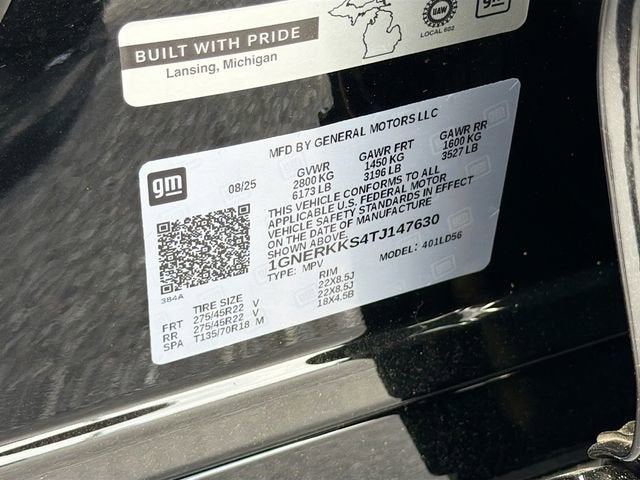 BUILT WITH PRIDE
Lansing, Michigan
UAW
LOCAL 602
gm
gm
MFD BY GENERAL MOTORS LLC
08/25
GVWR GAWR FRT GAWR RR
2800 KG 1450 KG 1600 KG
6173 LB 3196 LB 3527 LB
THIS VEHICLE CONFORMS TO ALL
APPLICABLE U.S. FEDERAL MOTOR
VEHICLE SAFETY STANDARDS IN EFFECT
ON THE DATE OF MANUFACTURE
SHOWN ABOVE.
1GNERKKS4TJ147630
TYPE: MPV MODEL: 401LD56
384A
TIRE SIZE RIM
FRT 275/45R22 V 22X8.5J
RR 275/45R22 V 22X8.5J
SPA T135/70R18 M 18X4.5B